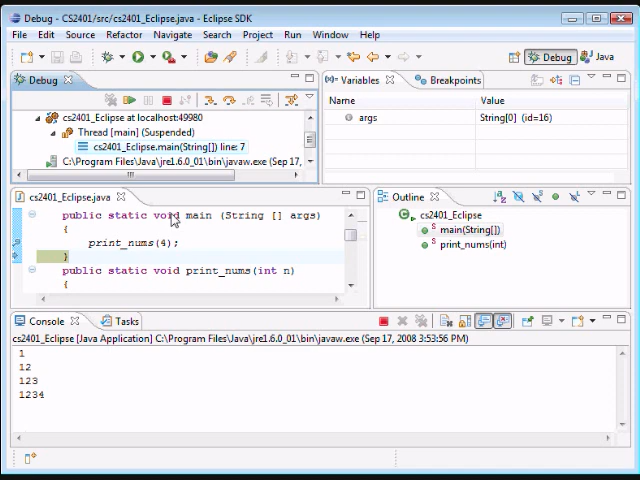 Debug - CS2401/src/cs2401_Eclipse.java - Eclipse SDK
File Edit Source Refactor Navigate Search Project Run Window Help
Debug Java
Debug
Variables Breakpoints
cs2401_Eclipse at localhost:49980
Thread [main] (Suspended)
cs2401_Eclipse.main(String[]) line: 7
C:\Program Files\Java\jre1.6.0_01\bin\javaw.exe (Sep 17,
Name Value
args String[0] (id=16)
cs2401_Eclipse.java
public static void main (String [] args)
{
print_nums(4);
}
public static void print_nums(int n)
{
Outline
cs2401_Eclipse
main(String[])
print_nums(int)
Console Tasks
cs2401_Eclipse [Java Application] C:\Program Files\Java\jre1.6.0_01\bin\javaw.exe (Sep 17, 2008 3:53:56 PM)
1
12
123
1234